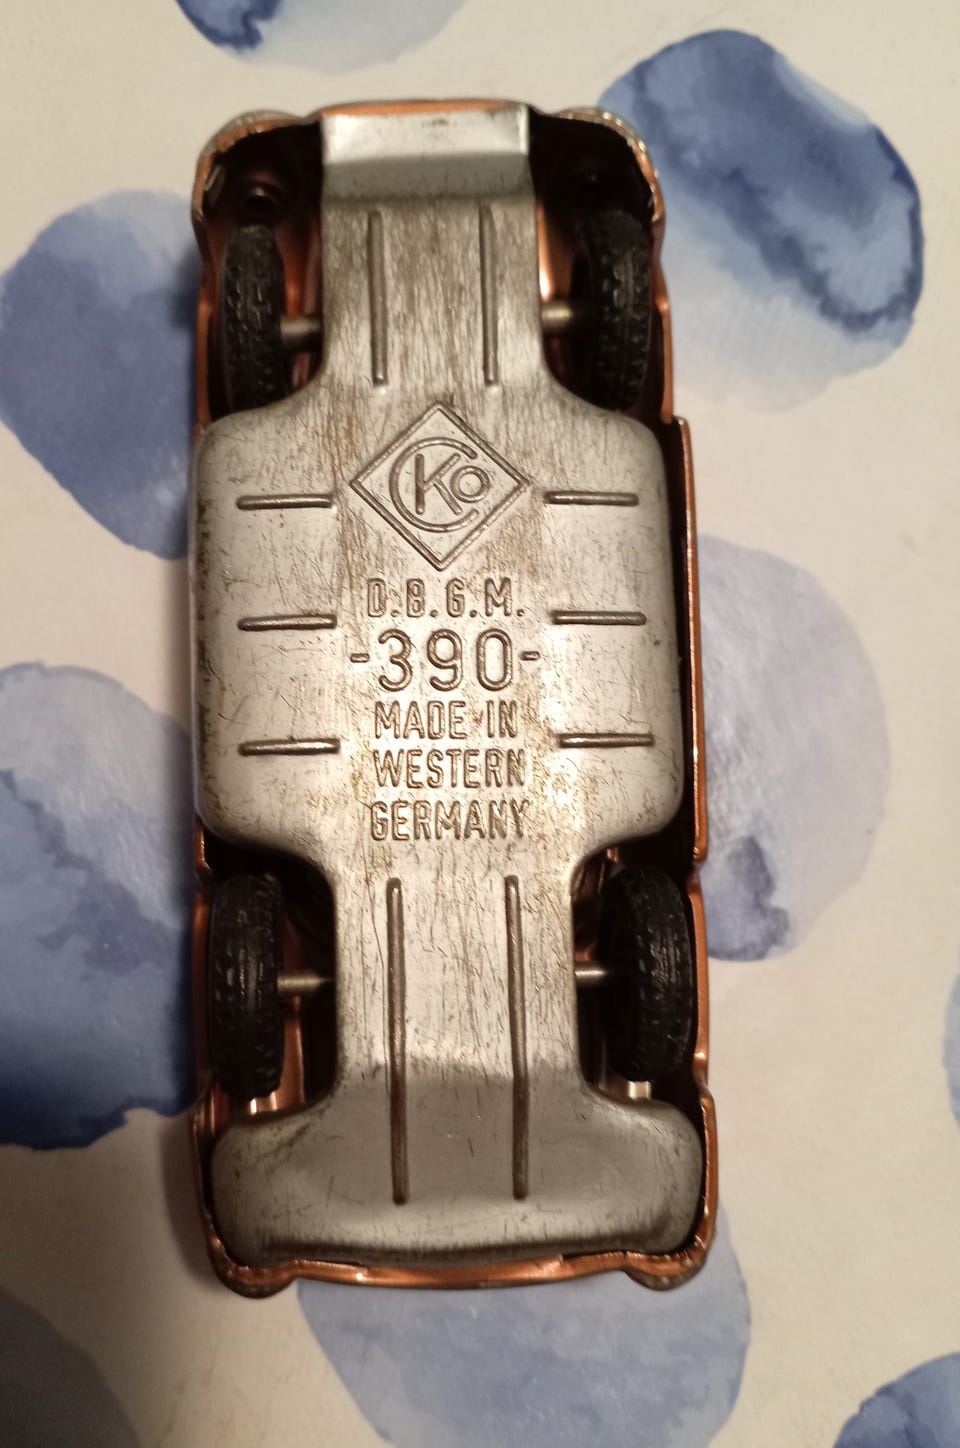 CKO
D.B.G.M.
-390-
MADE IN
WESTERN
GERMANY